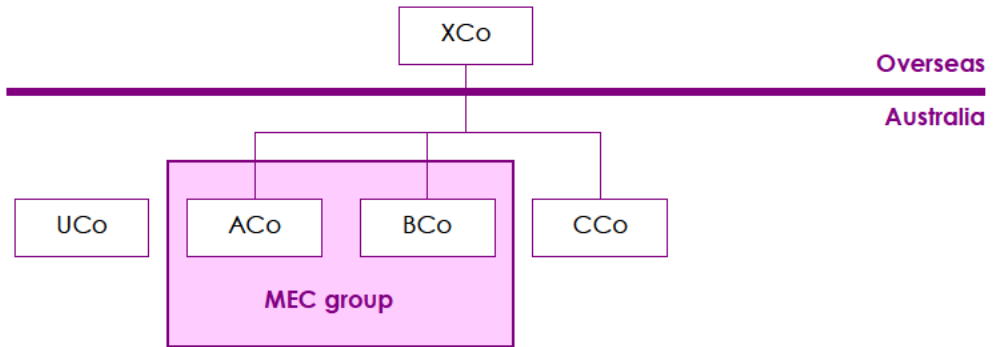 XCo
Overseas
Australia
UCo
ACo
BCo
CCo
MEC group